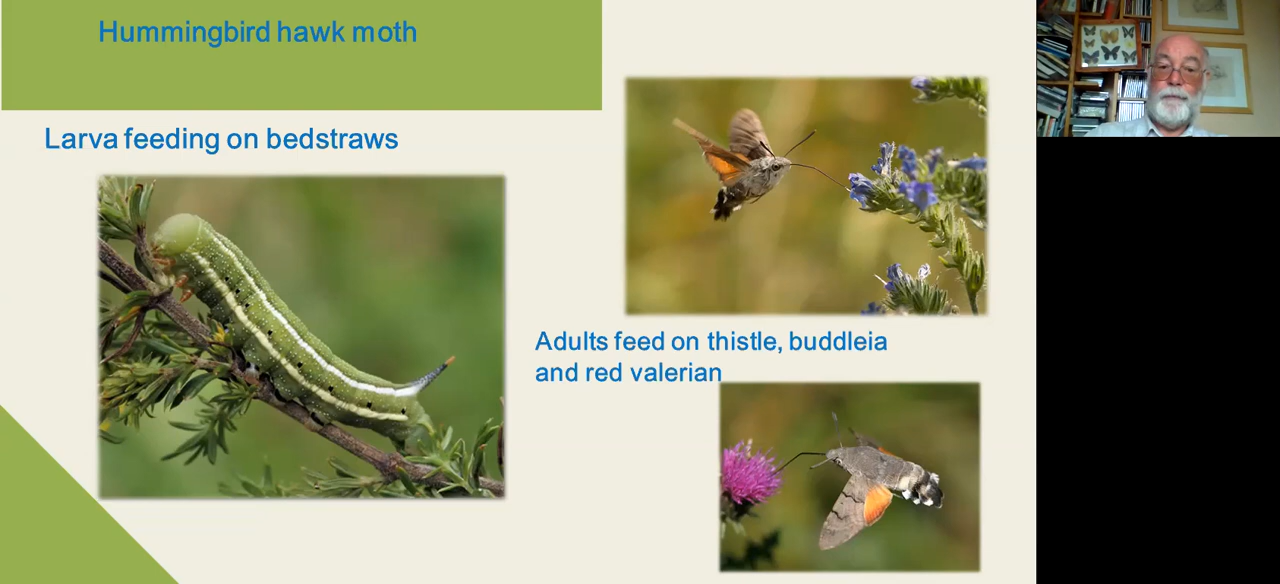 Hummingbird hawk moth
Larva feeding on bedstraws
Adults feed on thistle, buddleia
and red valerian